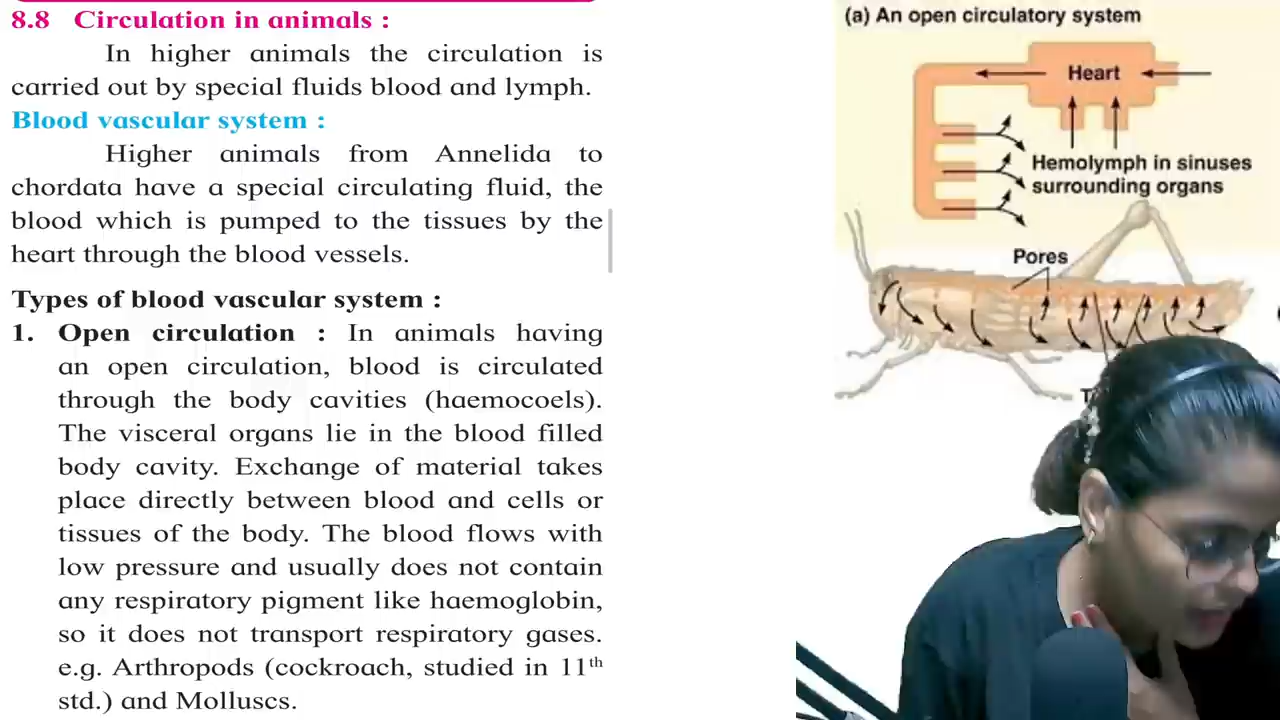 8.8 Circulation in animals :
In higher animals the circulation is
carried out by special fluids blood and lymph.
Blood vascular system :
Higher animals from Annelida to
chordata have a special circulating fluid, the
blood which is pumped to the tissues by the
heart through the blood vessels.
Types of blood vascular system :
1. Open circulation : In animals having
an open circulation, blood is circulated
through the body cavities (haemocoels).
The visceral organs lie in the blood filled
body cavity. Exchange of material takes
place directly between blood and cells or
tissues of the body. The blood flows with
low pressure and usually does not contain
any respiratory pigment like haemoglobin,
so it does not transport respiratory gases.
e.g. Arthropods (cockroach, studied in 11th
std.) and Molluscs.
(a) An open circulatory system
Heart
Hemolymph in sinuses
surrounding organs
Pores